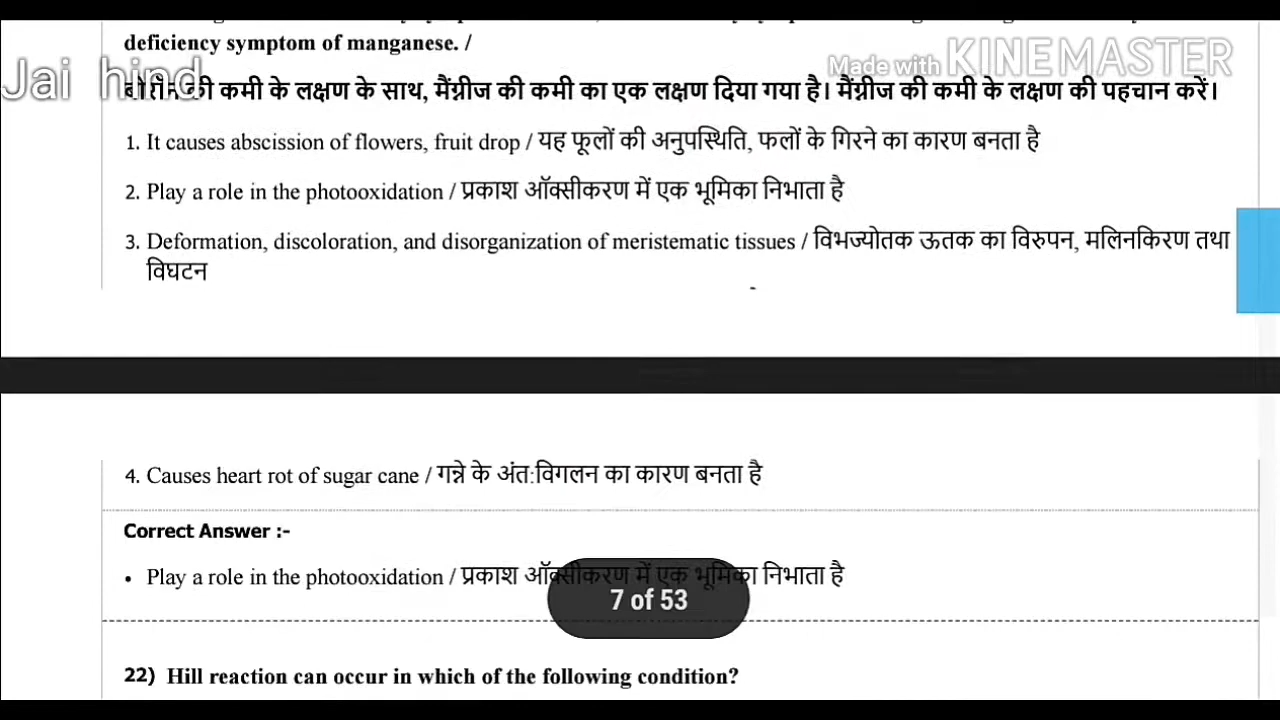 deficiency symptom of manganese. /
Jai hind
Made with KINEMASTER
बोरॉन की कमी के लक्षण के साथ, मैंग्नीज की कमी का एक लक्षण दिया गया है। मैंग्नीज की कमी के लक्षण की पहचान करें।
1. It causes abscission of flowers, fruit drop / यह फूलों की अनुपस्थिति, फलों के गिरने का कारण बनता है
2. Play a role in the photooxidation / प्रकाश ऑक्सीकरण में एक भूमिका निभाता है
3. Deformation, discoloration, and disorganization of meristematic tissues / विभज्योतक ऊतक का विरुपन, मलिनकिरण तथा
विघटन
4. Causes heart rot of sugar cane / गन्ने के अंत:विगलन का कारण बनता है
Correct Answer :-
• Play a role in the photooxidation / प्रकाश ऑक्सीकरण में एक भूमिका निभाता है
7 of 53
22) Hill reaction can occur in which of the following condition?